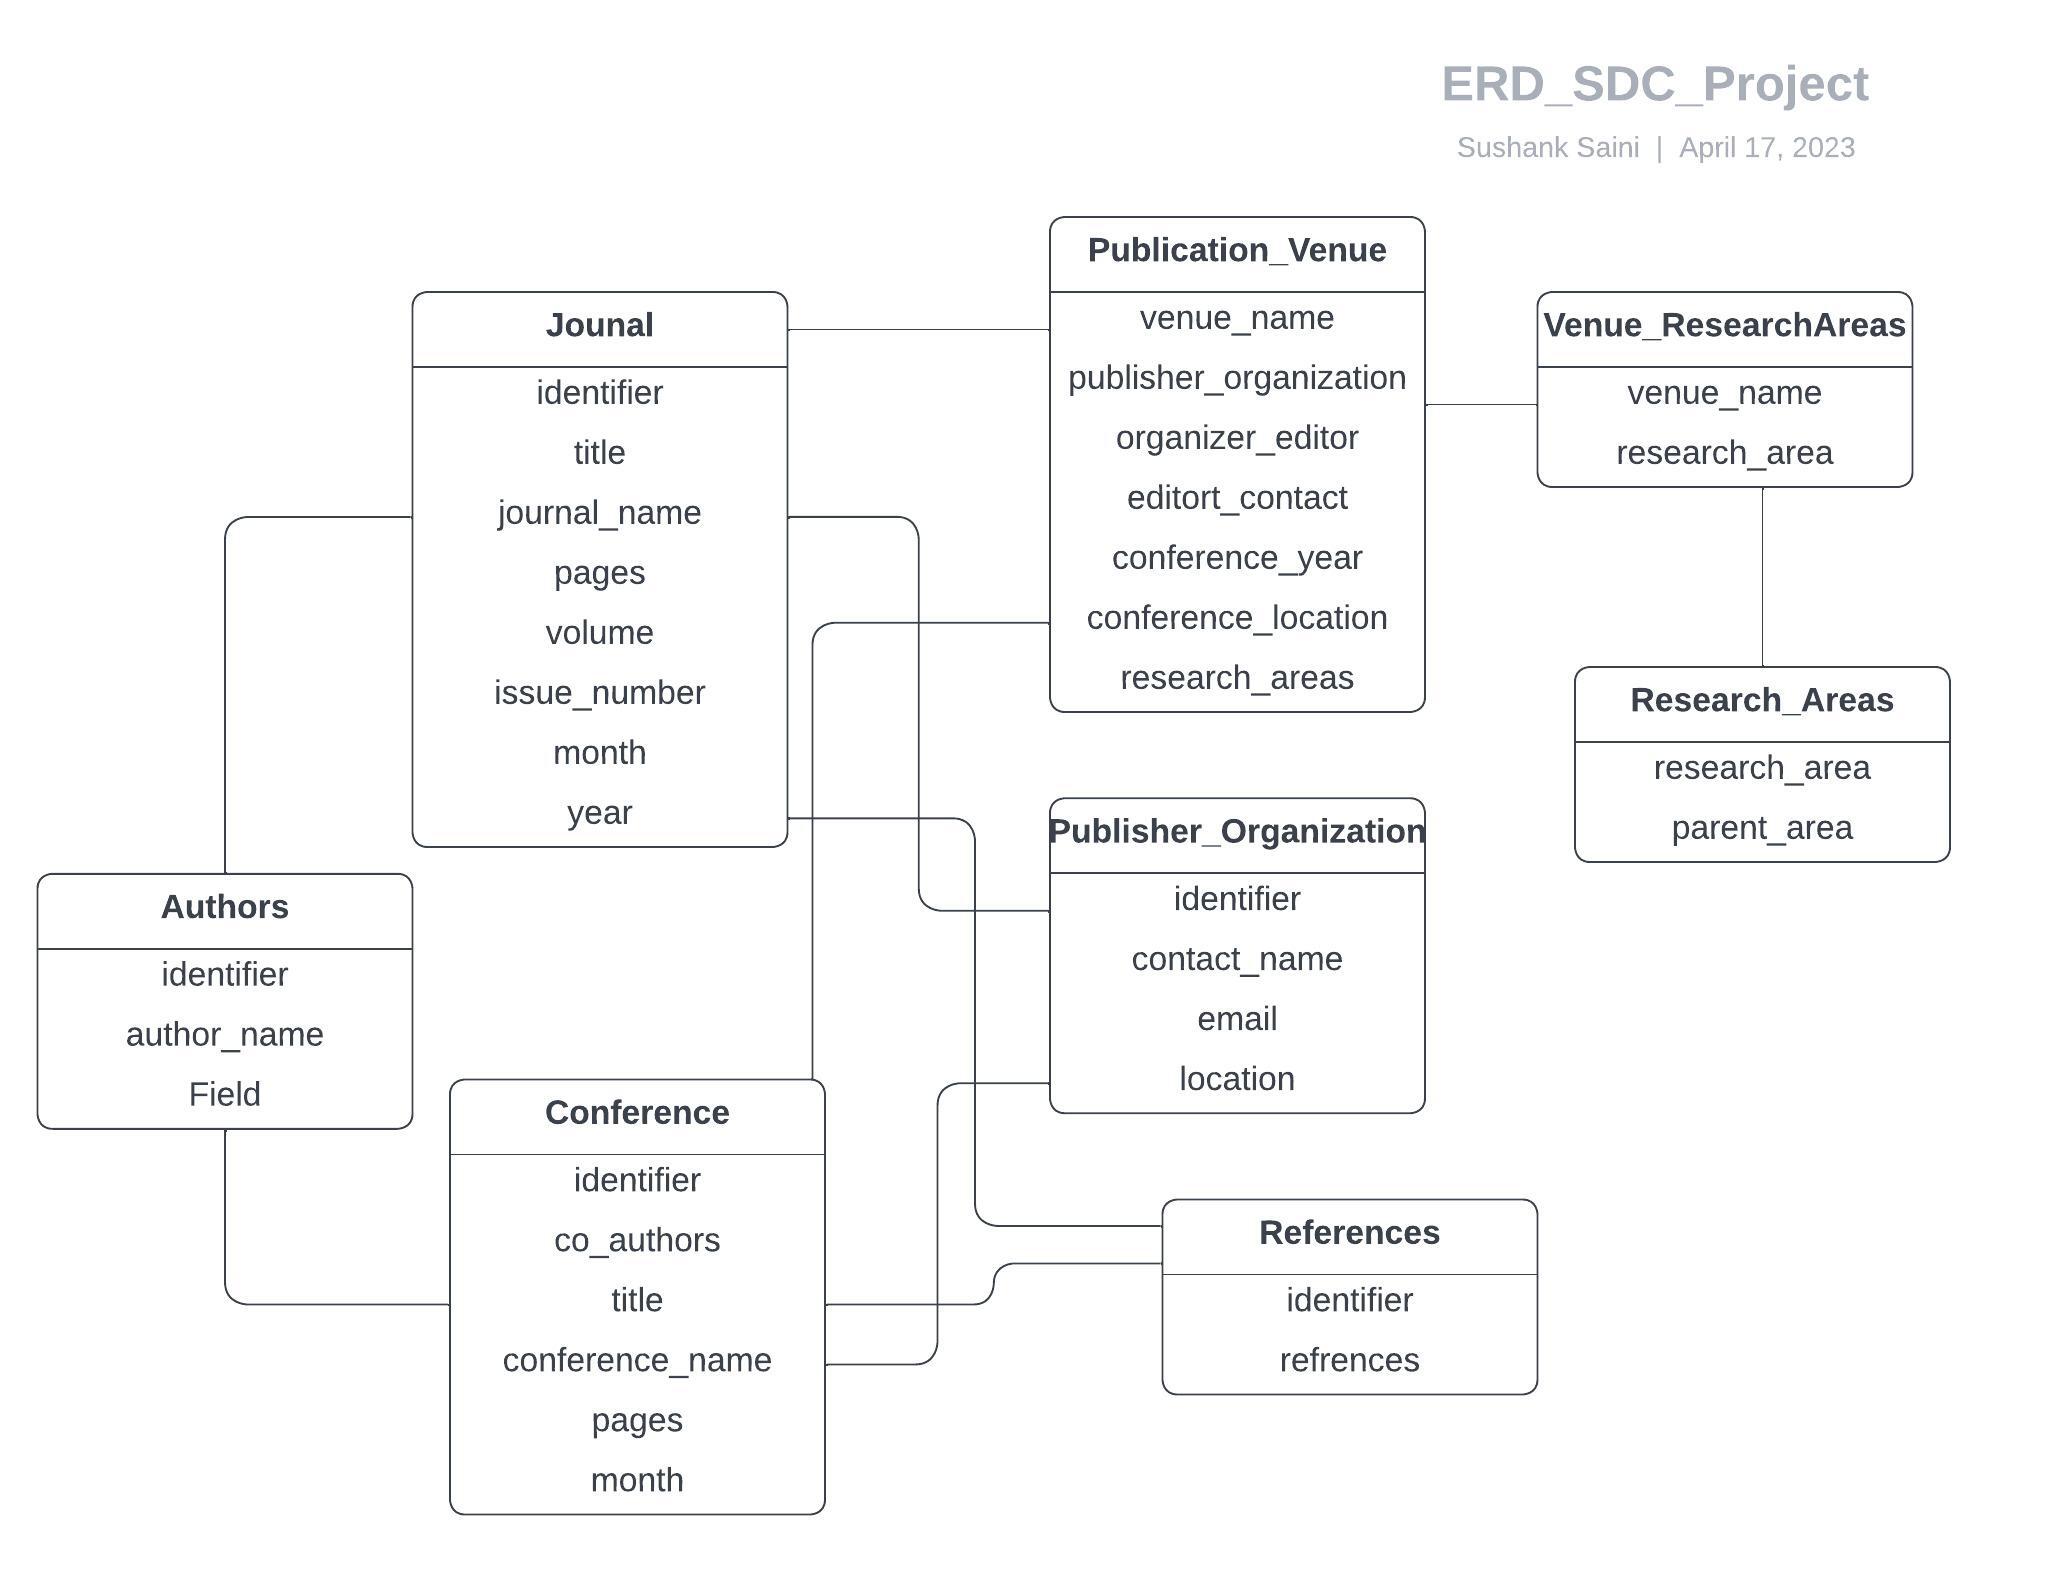 ERD_SDC_Project
Sushank Saini | April 17, 2023
Jounal
identifier
title
journal_name
pages
volume
issue_number
month
year
Publication_Venue
venue_name
publisher_organization
organizer_editor
editort_contact
conference_year
conference_location
research_areas
Venue_ResearchAreas
venue_name
research_area
Research_Areas
research_area
parent_area
Authors
identifier
author_name
Field
Publisher_Organization
identifier
contact_name
email
location
Conference
identifier
co_authors
title
conference_name
pages
month
References
identifier
refrences